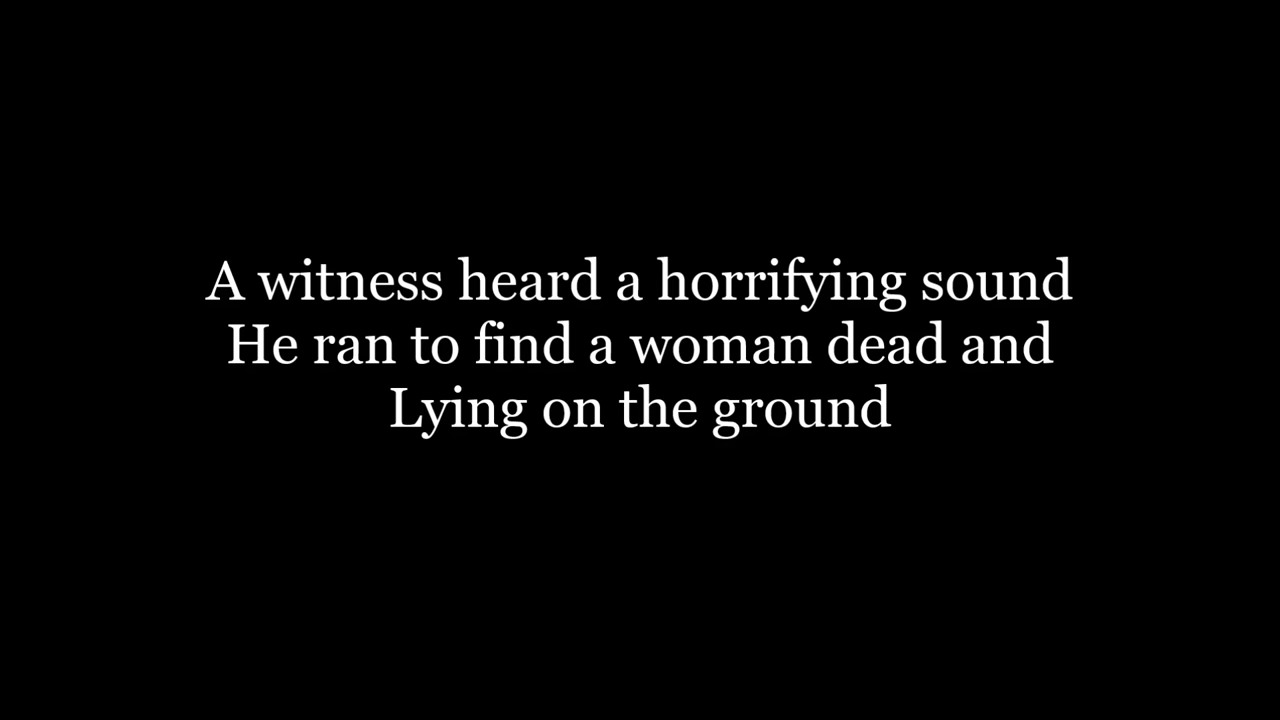 A witness heard a horrifying sound
He ran to find a woman dead and
Lying on the ground